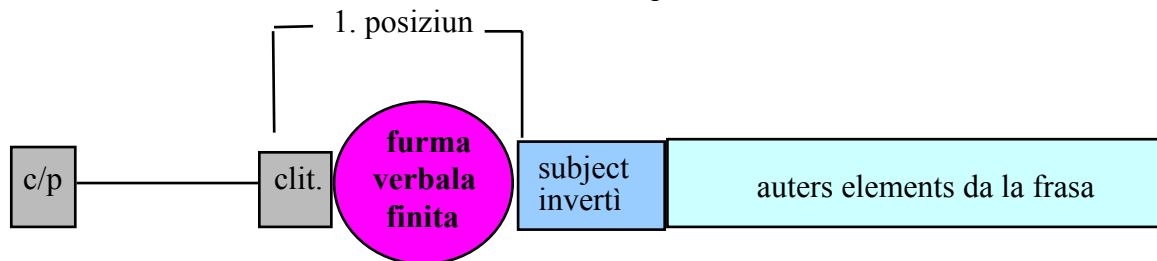 1. posiziun
c/p
clit.
furma
verbala
finita
subject
invertì
auters elements da la frasa